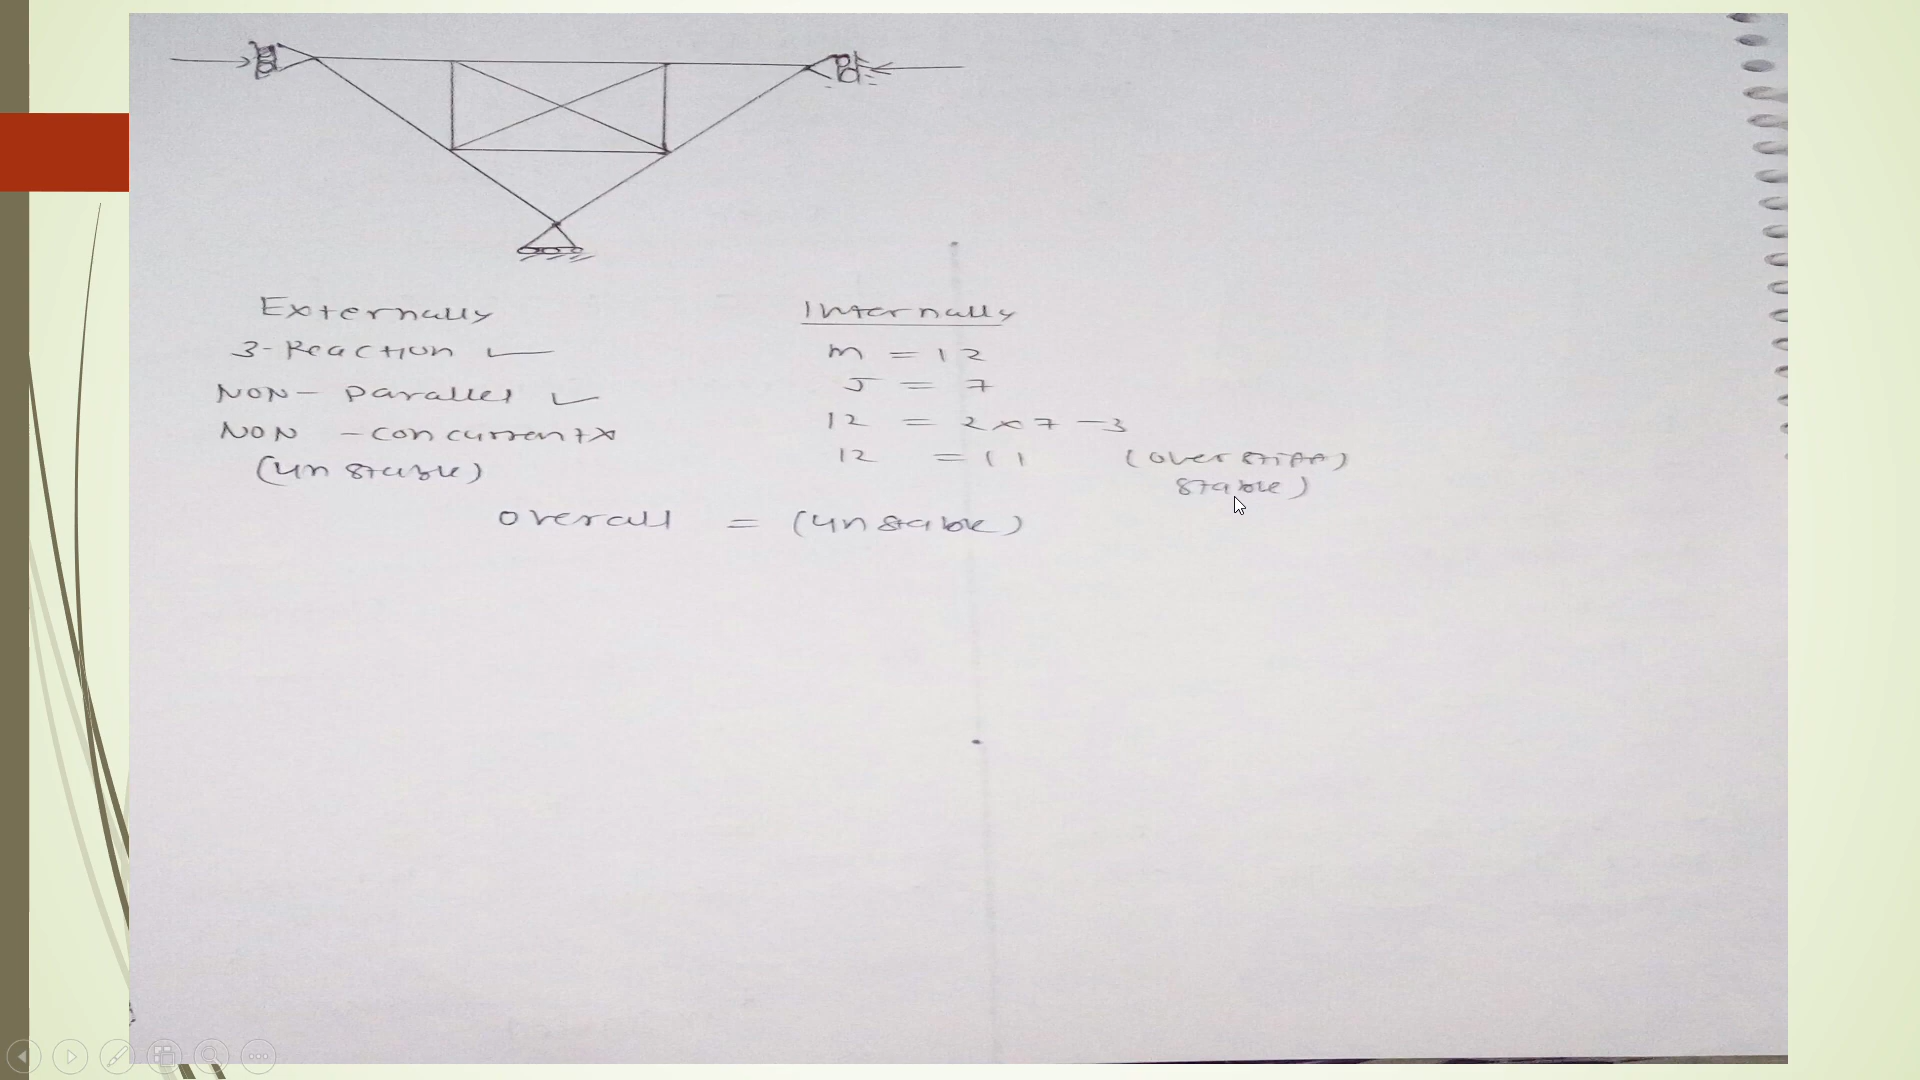 Externally
3-Reaction
NON- parallel
NON - concurrent x
(unstable)
Internally
m = 12
J = 7
12 = 2 x 7 - 3
12 = 11 (over stiff)
stable)
overall = (unstable)